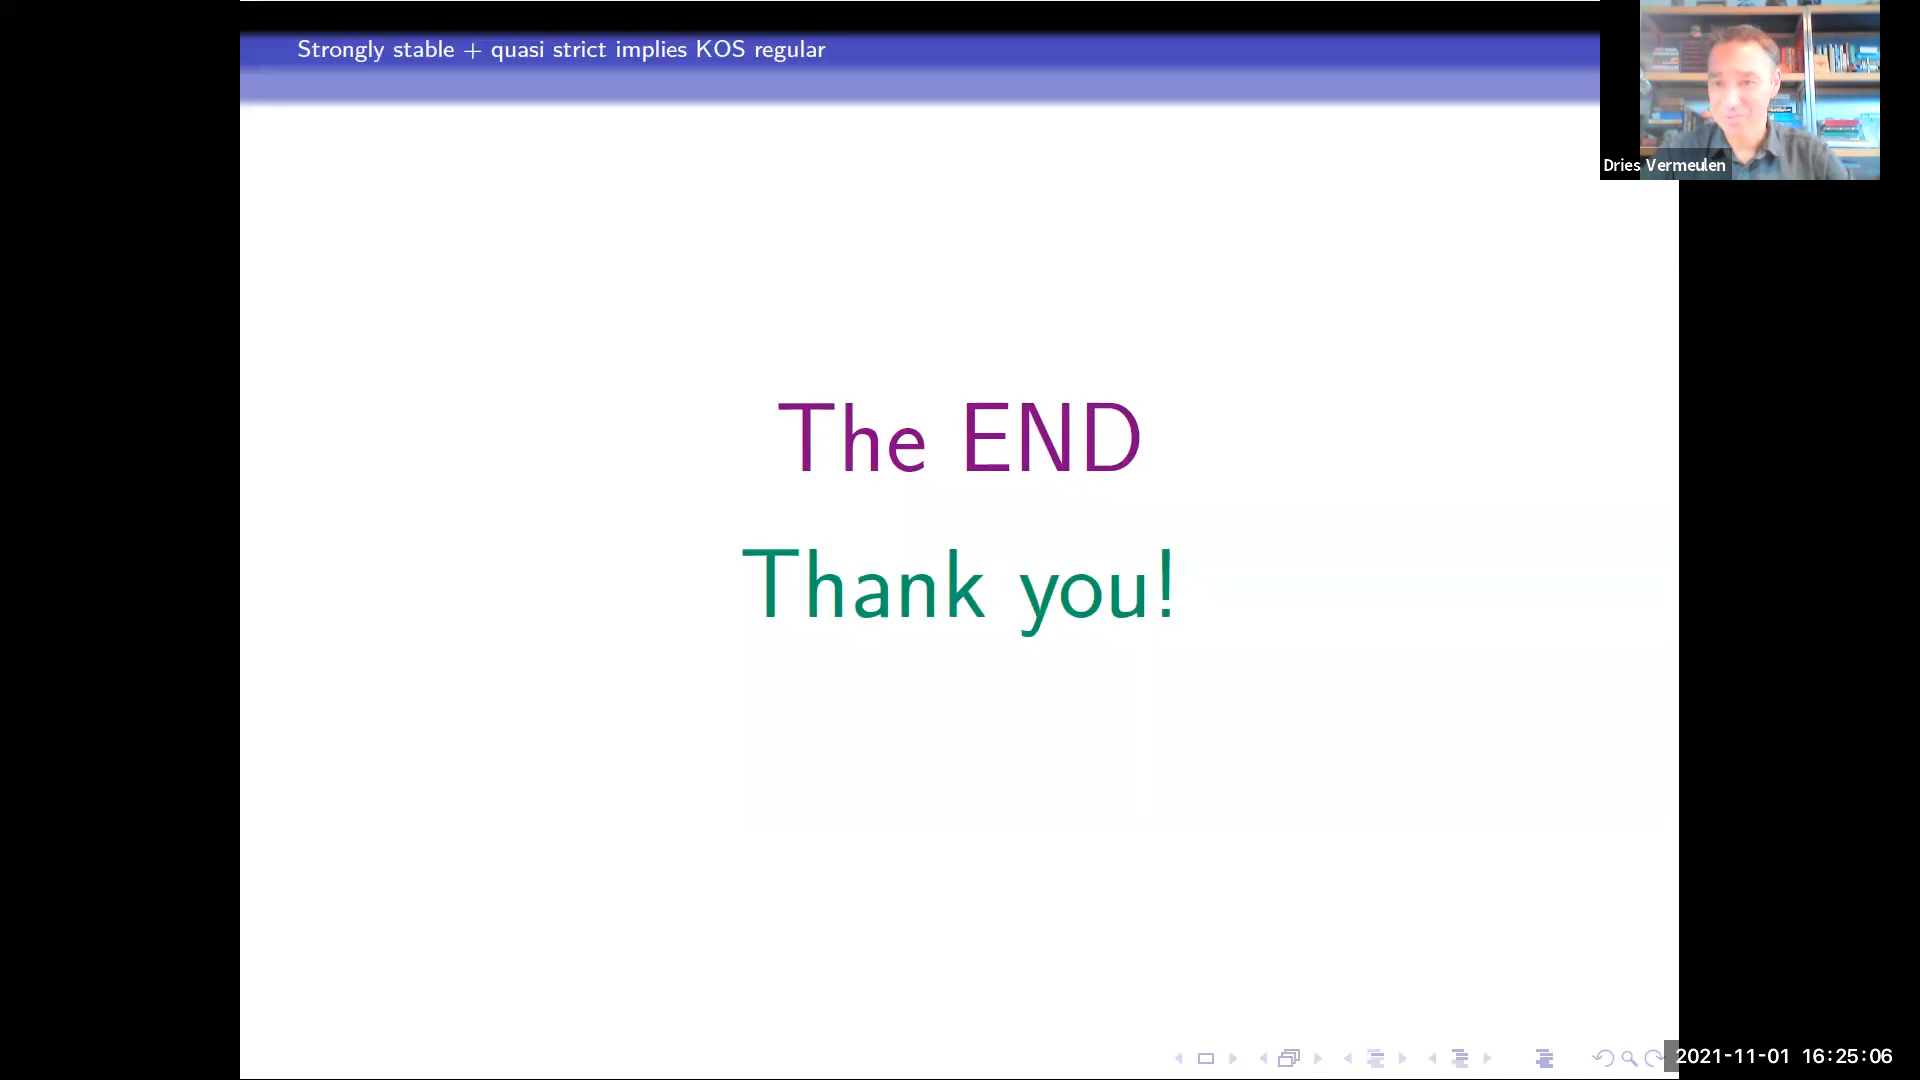 Strongly stable + quasi strict implies KOS regular
Dries Vermeulen
The END
Thank you!
2021-11-01 16:25:06